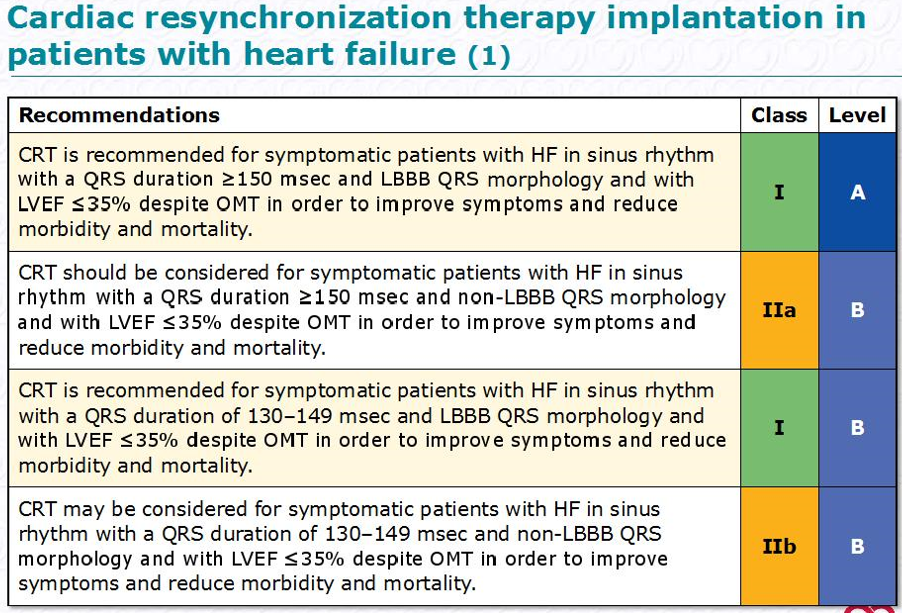 Cardiac resynchronization therapy implantation in
patients with heart failure (1)
Recommendations Class Level
CRT is recommended for symptomatic patients with HF in sinus rhythm
with a QRS duration ≥150 msec and LBBB QRS morphology and with
LVEF ≤35% despite OMT in order to improve symptoms and reduce
morbidity and mortality.
I A
CRT should be considered for symptomatic patients with HF in sinus
rhythm with a QRS duration ≥150 msec and non-LBBB QRS morphology
and with LVEF ≤35% despite OMT in order to improve symptoms and
reduce morbidity and mortality.
IIa B
CRT is recommended for symptomatic patients with HF in sinus rhythm
with a QRS duration of 130–149 msec and LBBB QRS morphology and
with LVEF ≤35% despite OMT in order to improve symptoms and reduce
morbidity and mortality.
I B
CRT may be considered for symptomatic patients with HF in sinus
rhythm with a QRS duration of 130–149 msec and non-LBBB QRS
morphology and with LVEF ≤35% despite OMT in order to improve
symptoms and reduce morbidity and mortality.
IIb B